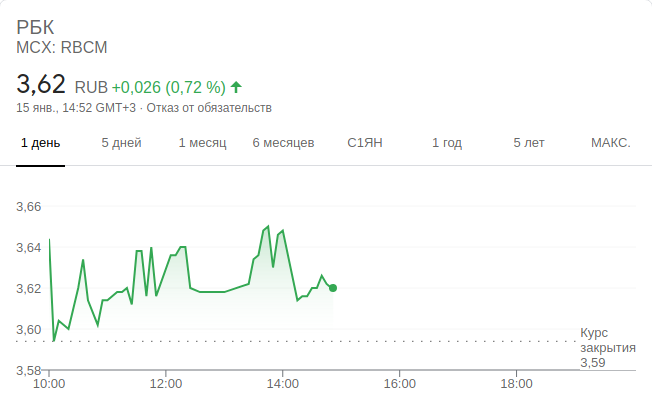 РБК
MCX: RBCM
3,62 RUB +0,026 (0,72 %)
15 янв., 14:52 GMT+3 · Отказ от обязательств
1 день 5 дней 1 месяц 6 месяцев С1ЯН 1 год 5 лет МАКС.
3,66
3,64
3,62
3,60
Курс
закрытия
3,59
3,58
10:00 12:00 14:00 16:00 18:00